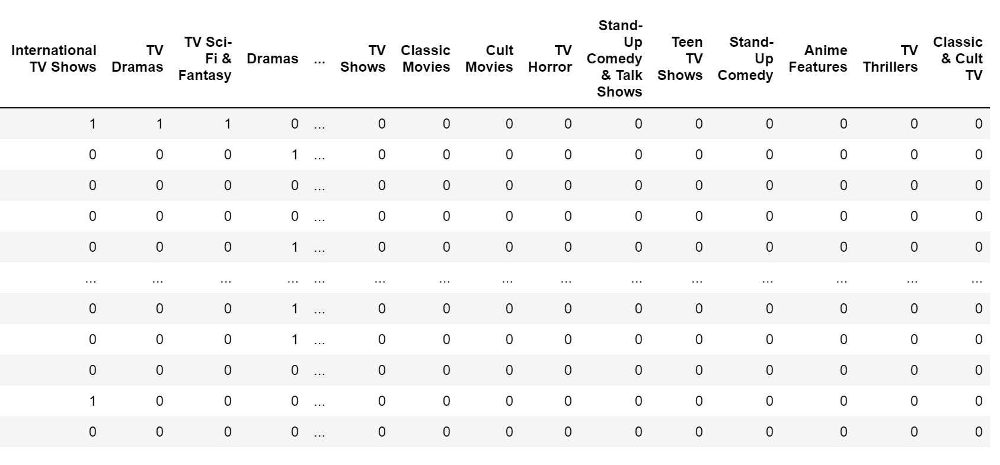 International TV Shows TV Dramas TV Sci-Fi & Fantasy Dramas ... TV Shows Classic Movies Cult Movies TV Horror Stand-Up Comedy & Talk Shows Teen TV Shows Stand-Up Comedy Anime Features TV Thrillers Classic & Cult TV
1 1 1 0 ... 0 0 0 0 0 0 0 0 0 0
0 0 0 1 ... 0 0 0 0 0 0 0 0 0 0
0 0 0 0 ... 0 0 0 0 0 0 0 0 0 0
0 0 0 0 ... 0 0 0 0 0 0 0 0 0 0
0 0 0 1 ... 0 0 0 0 0 0 0 0 0 0
... ... ... ... ... ... ... ... ... ... ... ... ... ... ...
0 0 0 1 ... 0 0 0 0 0 0 0 0 0 0
0 0 0 1 ... 0 0 0 0 0 0 0 0 0 0
0 0 0 0 ... 0 0 0 0 0 0 0 0 0 0
1 0 0 0 ... 0 0 0 0 0 0 0 0 0 0
0 0 0 0 ... 0 0 0 0 0 0 0 0 0 0